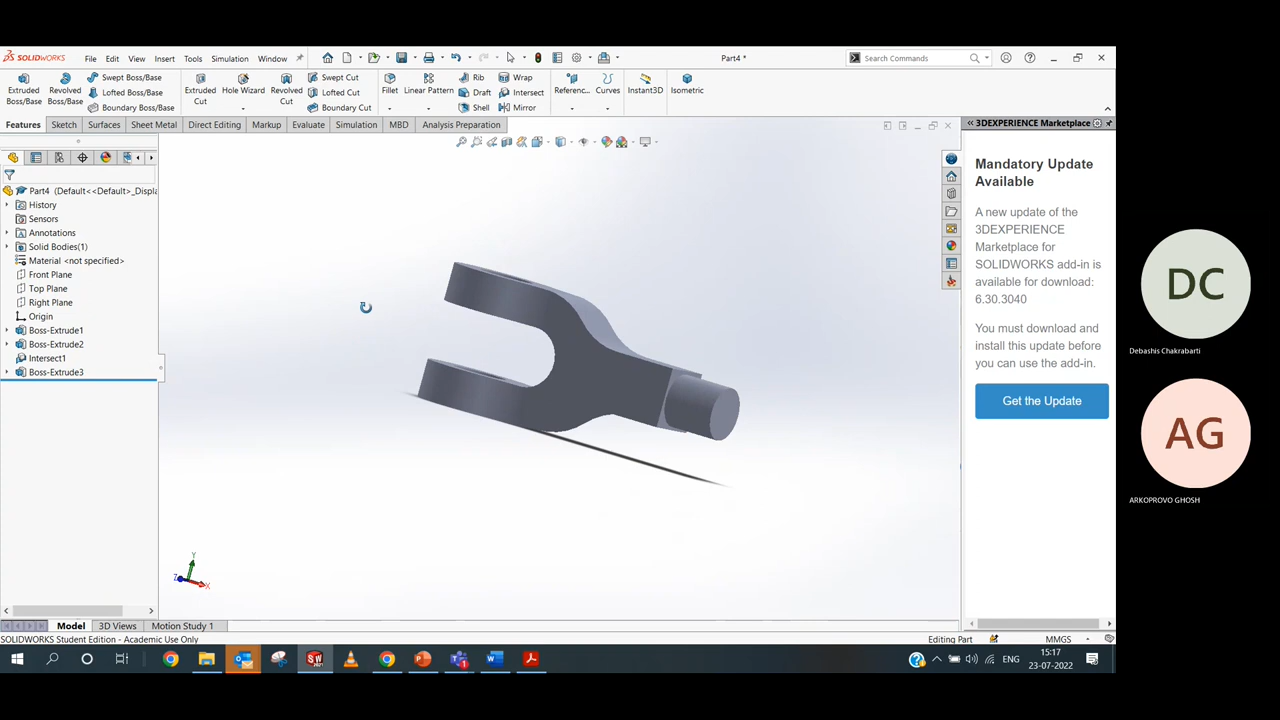 SOLIDWORKS File Edit View Insert Tools Simulation Window Part4 * Search Commands
Extruded Boss/Base Revolved Boss/Base Swept Boss/Base Lofted Boss/Base Boundary Boss/Base Extruded Cut Hole Wizard Revolved Cut Swept Cut Lofted Cut Boundary Cut Fillet Linear Pattern Rib Draft Shell Wrap Intersect Mirror Referenc... Curves Instant3D Isometric
Features Sketch Surfaces Sheet Metal Direct Editing Markup Evaluate Simulation MBD Analysis Preparation
3DEXPERIENCE Marketplace
Mandatory Update
Available
A new update of the
3DEXPERIENCE
Marketplace for
SOLIDWORKS add-in is
available for download:
6.30.3040
You must download and
install this update before
you can use the add-in.
Get the Update
Part4 (Default<<Default>_Displa
History
Sensors
Annotations
Solid Bodies(1)
Material <not specified>
Front Plane
Top Plane
Right Plane
Origin
Boss-Extrude1
Boss-Extrude2
Intersect1
Boss-Extrude3
Y
Z
X
Model 3D Views Motion Study 1
SOLIDWORKS Student Edition - Academic Use Only Editing Part MMGS
ENG
15:17
23-07-2022
DC
Debashis Chakrabarti
AG
ARKOPROVO GHOSH